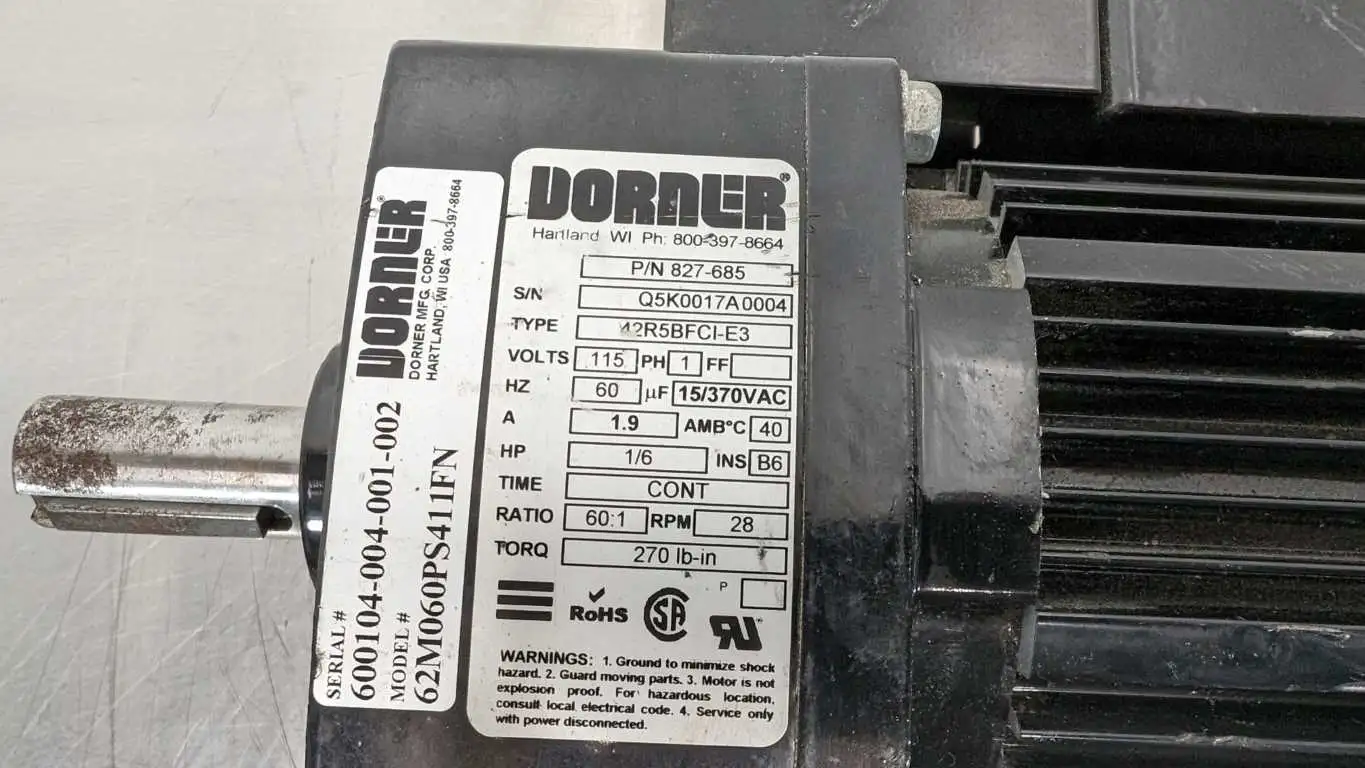 DORNER®
DORNER MFG. CORP.
HARTLAND, WI USA 800-397-8664
SERIAL #
600104-004-001-002
MODEL #
62M060PS411FN
DORNER®
Hartland WI Ph: 800-397-8664
P/N 827-685
S/N Q5K0017A0004
TYPE 42R5BFCI-E3
VOLTS 115 PH 1 FF
HZ 60 µF 15/370VAC
A 1.9 AMB°C 40
HP 1/6 INS B6
TIME CONT
RATIO 60:1 RPM 28
TORQ 270 lb-in
P
RoHS SA RU
WARNINGS: 1. Ground to minimize shock
hazard. 2. Guard moving parts. 3. Motor is not
explosion proof. For hazardous location,
consult local electrical code. 4. Service only
with power disconnected.